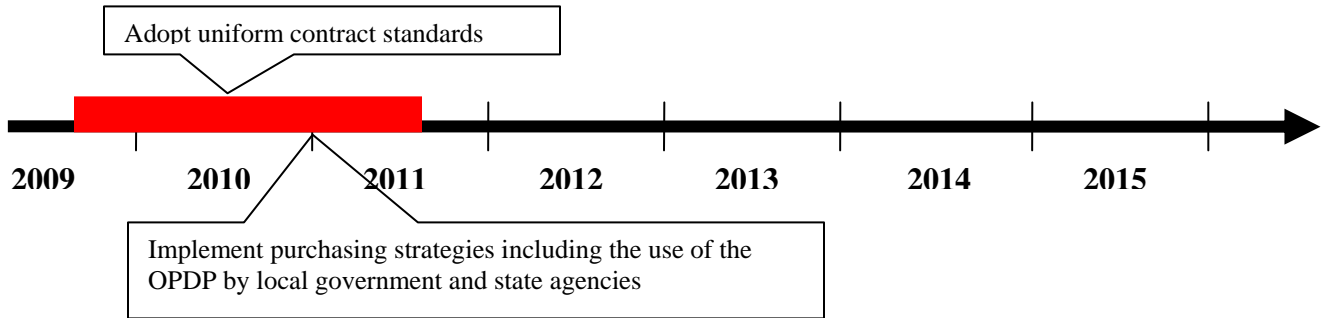 Adopt uniform contract standards
2009 2010 2011 2012 2013 2014 2015
Implement purchasing strategies including the use of the
OPDP by local government and state agencies